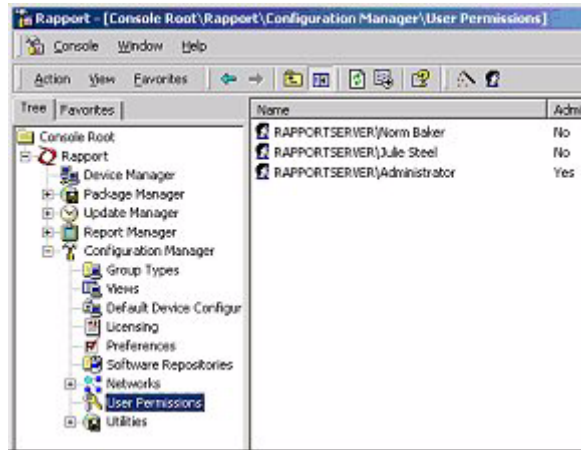 Rapport - [Console Root\Rapport\Configuration Manager\User Permissions]
Console Window Help
Action View Favorites
Tree Favorites
Name Admi
Console Root
Rapport
Device Manager
Package Manager
Update Manager
Report Manager
Configuration Manager
Group Types
Views
Default Device Configur
Licensing
Preferences
Software Repositories
Networks
User Permissions
Utilities
RAPPORTSERVER\Norm Baker No
RAPPORTSERVER\Julie Steel No
RAPPORTSERVER\Administrator Yes